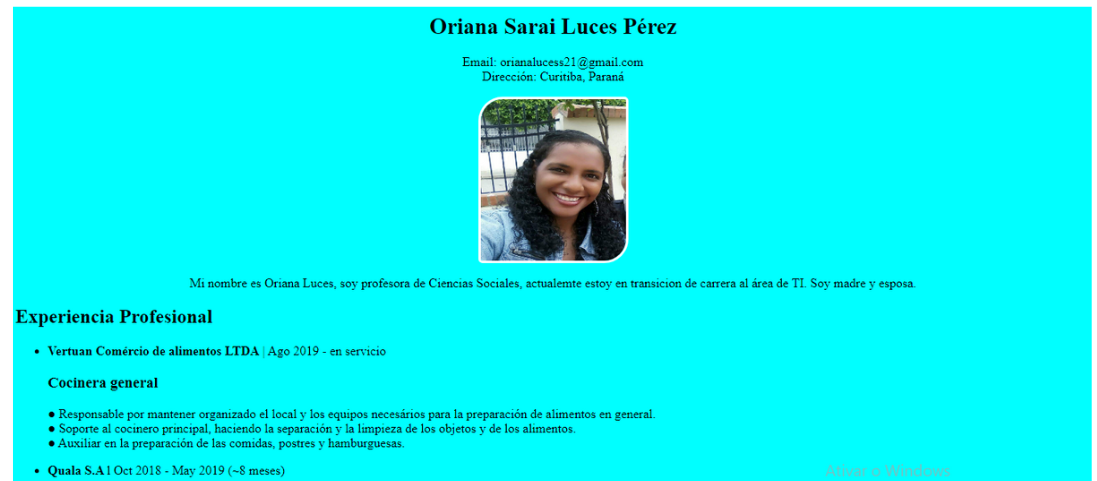 Oriana Sarai Luces Pérez
Email: orianalucess21@gmail.com
Dirección: Curitiba, Paraná
Mi nombre es Oriana Luces, soy profesora de Ciencias Sociales, actualemte estoy en transicion de carrera al área de TI. Soy madre y esposa.
Experiencia Profesional
• Vertuan Comércio de alimentos LTDA | Ago 2019 - en servicio
Cocinera general
● Responsable por mantener organizado el local y los equipos necesários para la preparación de alimentos en general.
● Soporte al cocinero principal, haciendo la separación y la limpieza de los objetos y de los alimentos.
● Auxiliar en la preparación de las comidas, postres y hamburguesas.
• Quala S.A l Oct 2018 - May 2019 (~8 meses)
Ativar o Windows